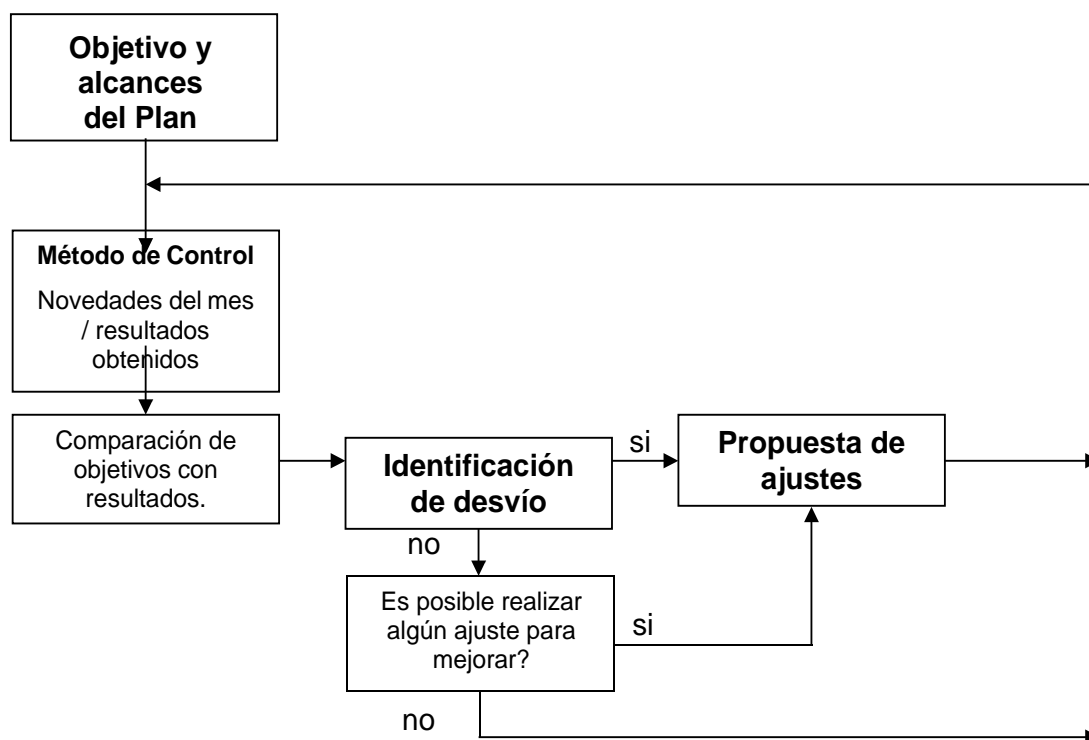 Objetivo y
alcances
del Plan
Método de Control
Novedades del mes
/ resultados
obtenidos
Comparación de
objetivos con
resultados.
Identificación
de desvío
si
Propuesta de
ajustes
no
Es posible realizar
algún ajuste para
mejorar?
si
no